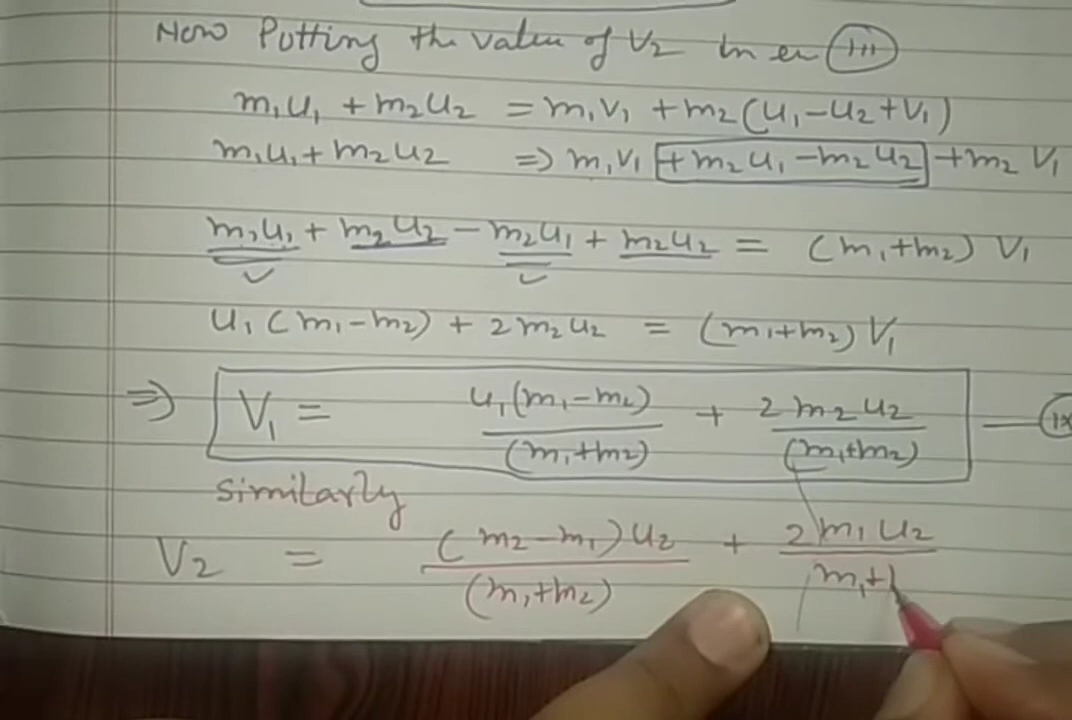 Now Putting the value of V2 in en (III)
m1u1 + m2u2 = m1v1 + m2(u1-u2+v1)
m1u1 + m2u2 => m1v1 +m2u1 -m2u2 +m2 v1
m1u1 + m2u2 - m2u1 + m2u2 = (m1+m2) v1
u1(m1-m2) + 2m2u2 = (m1+m2) V1
=> V1 = u1(m1-m2)/(m1+m2) + 2m2u2/(m1+m2) — (IX
similarly
V2 = (m2-m1)u2/(m1+m2) + 2m1u2/m1+